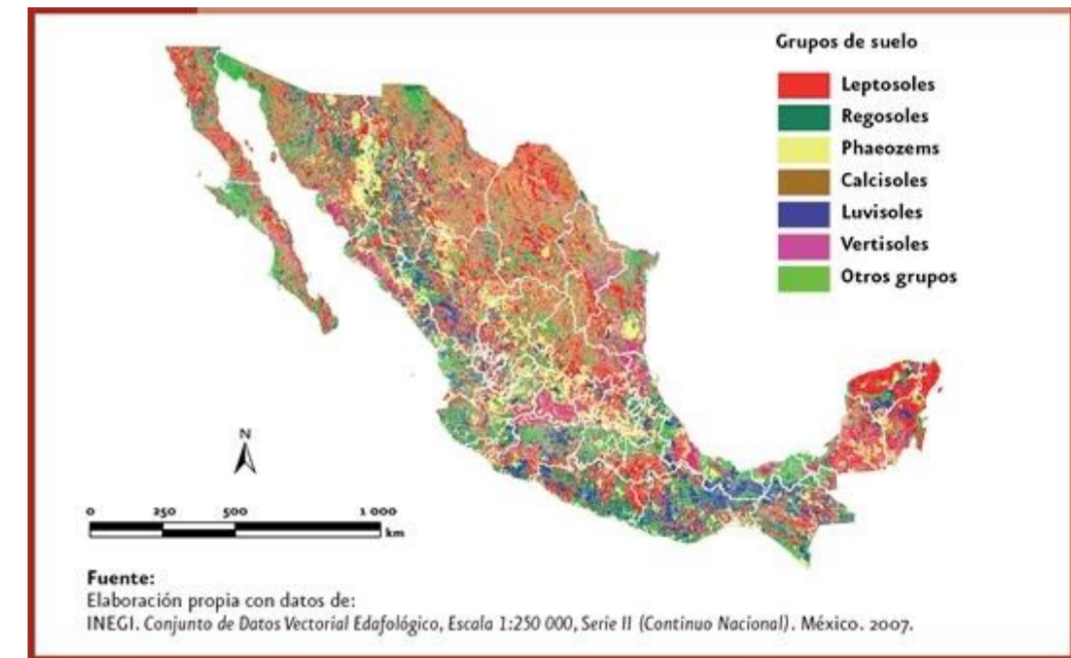 Grupos de suelo
Leptosoles
Regosoles
Phaeozems
Calcisoles
Luvisoles
Vertisoles
Otros grupos
N
0 250 500 1 000
km
Fuente:
Elaboración propia con datos de:
INEGI. Conjunto de Datos Vectorial Edafológico, Escala 1:250 000, Serie II (Continuo Nacional). México. 2007.